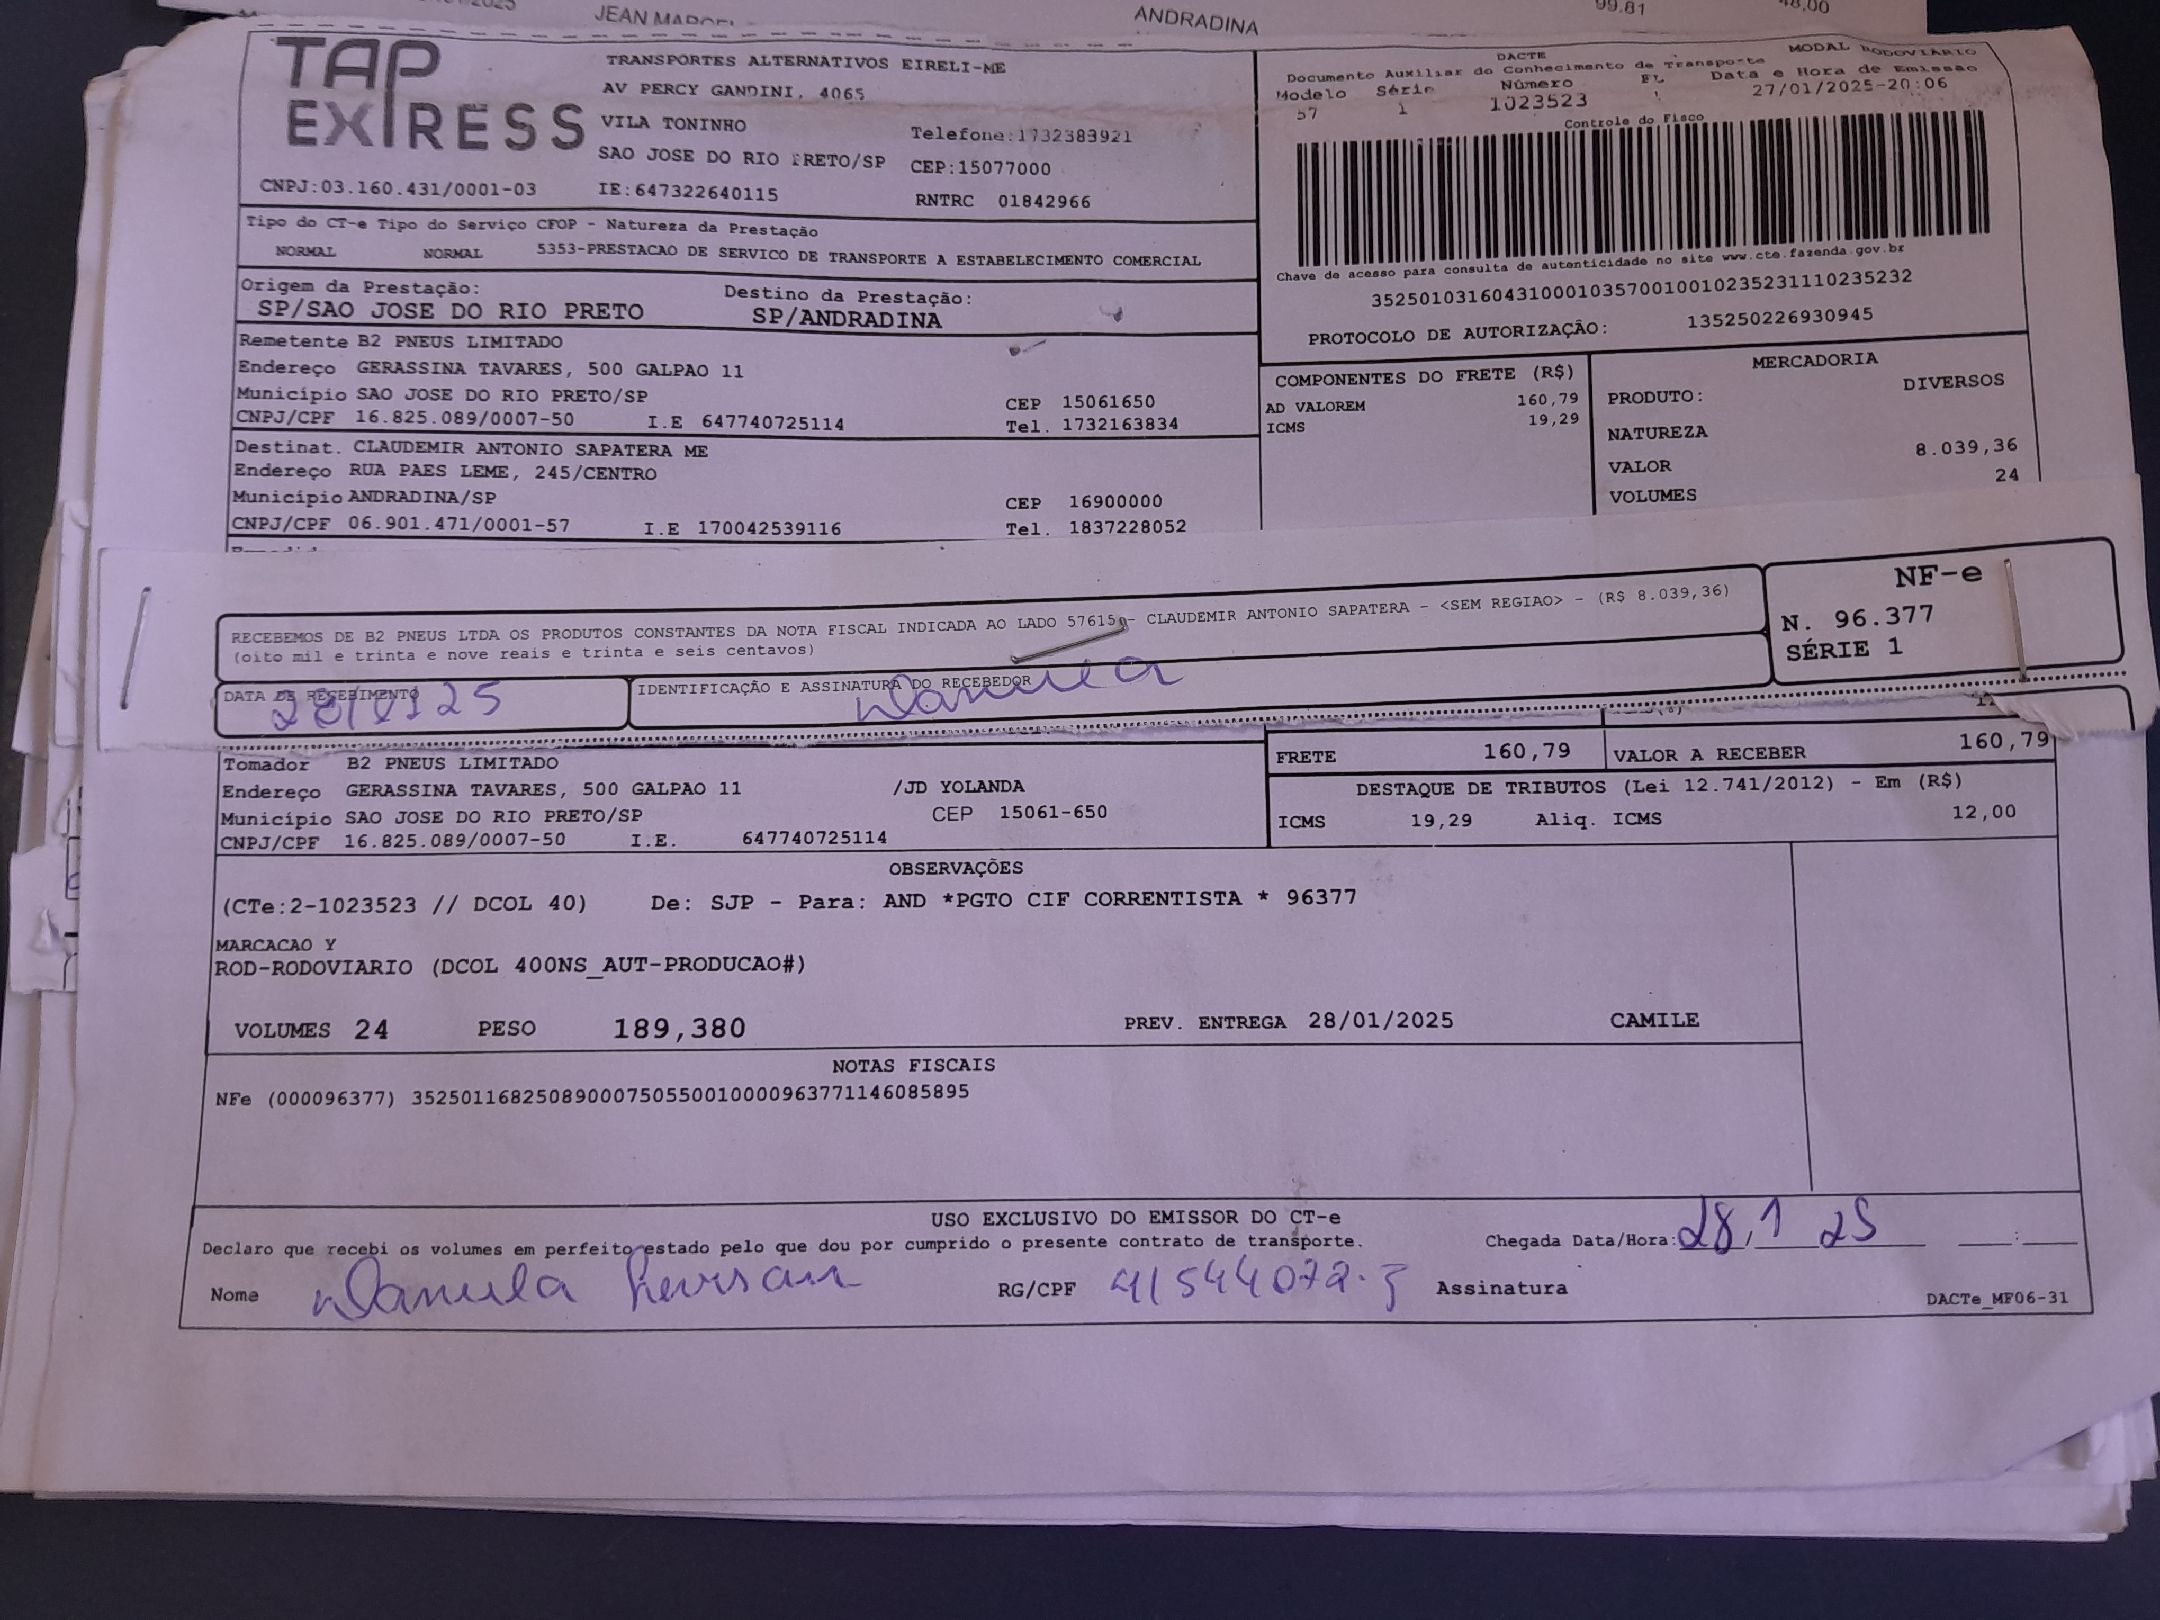 JEAN MARCEL ANDRADINA 99,81 48,00
TAP EXPRESS
TRANSPORTES ALTERNATIVOS EIRELI-ME
AV PERCY GANDINI, 4065
VILA TONINHO Telefone:1732383921
SAO JOSE DO RIO PRETO/SP CEP:15077000
CNPJ:03.160.431/0001-03 IE:647322640115 RNTRC 01842966
DACTE MODAL RODOVIARIO
Documento Auxiliar do Conhecimento de Transporte
Modelo Série Número FL Data e Hora de Emissão
57 1 1023523 1 27/01/2025-20:06
Controle do Fisco
Chave de acesso para consulta de autenticidade no site www.cte.fazenda.gov.br
35250103160431000103570010010235231110235232
PROTOCOLO DE AUTORIZAÇÃO: 135250226930945
Tipo do CT-e Tipo do Serviço CFOP - Natureza da Prestação
NORMAL NORMAL 5353-PRESTACAO DE SERVICO DE TRANSPORTE A ESTABELECIMENTO COMERCIAL
Origem da Prestação: Destino da Prestação:
SP/SAO JOSE DO RIO PRETO SP/ANDRADINA
Remetente B2 PNEUS LIMITADO
Endereço GERASSINA TAVARES, 500 GALPAO 11
Município SAO JOSE DO RIO PRETO/SP CEP 15061650
CNPJ/CPF 16.825.089/0007-50 I.E 647740725114 Tel. 1732163834
Destinat. CLAUDEMIR ANTONIO SAPATERA ME
Endereço RUA PAES LEME, 245/CENTRO
Município ANDRADINA/SP CEP 16900000
CNPJ/CPF 06.901.471/0001-57 I.E 170042539116 Tel. 1837228052
COMPONENTES DO FRETE (R$)
AD VALOREM 160,79
ICMS 19,29
MERCADORIA
PRODUTO: DIVERSOS
NATUREZA
VALOR 8.039,36
VOLUMES 24
RECEBEMOS DE B2 PNEUS LTDA OS PRODUTOS CONSTANTES DA NOTA FISCAL INDICADA AO LADO 57615 - CLAUDEMIR ANTONIO SAPATERA - <SEM REGIAO> - (R$ 8.039,36)
(oito mil e trinta e nove reais e trinta e seis centavos)
NF-e
N. 96.377
SÉRIE 1
DATA DE RECEBIMENTO IDENTIFICAÇÃO E ASSINATURA DO RECEBEDOR
28/01 25 Danuela
Tomador B2 PNEUS LIMITADO
Endereço GERASSINA TAVARES, 500 GALPAO 11 /JD YOLANDA
Município SAO JOSE DO RIO PRETO/SP CEP 15061-650
CNPJ/CPF 16.825.089/0007-50 I.E. 647740725114
FRETE 160,79 VALOR A RECEBER 160,79
DESTAQUE DE TRIBUTOS (Lei 12.741/2012) - Em (R$)
ICMS 19,29 Aliq. ICMS 12,00
OBSERVAÇÕES
(CTe:2-1023523 // DCOL 40) De: SJP - Para: AND *PGTO CIF CORRENTISTA * 96377
MARCACAO Y
ROD-RODOVIARIO (DCOL 400NS_AUT-PRODUCAO#)
VOLUMES 24 PESO 189,380 PREV. ENTREGA 28/01/2025 CAMILE
NOTAS FISCAIS
NFe (000096377) 35250116825089000750550010000963771146085895
USO EXCLUSIVO DO EMISSOR DO CT-e
Declaro que recebi os volumes em perfeito estado pelo que dou por cumprido o presente contrato de transporte. Chegada Data/Hora: 28/1 25 :
Nome Danuela RG/CPF 41544072-5 Assinatura
DACTe_MF06-31